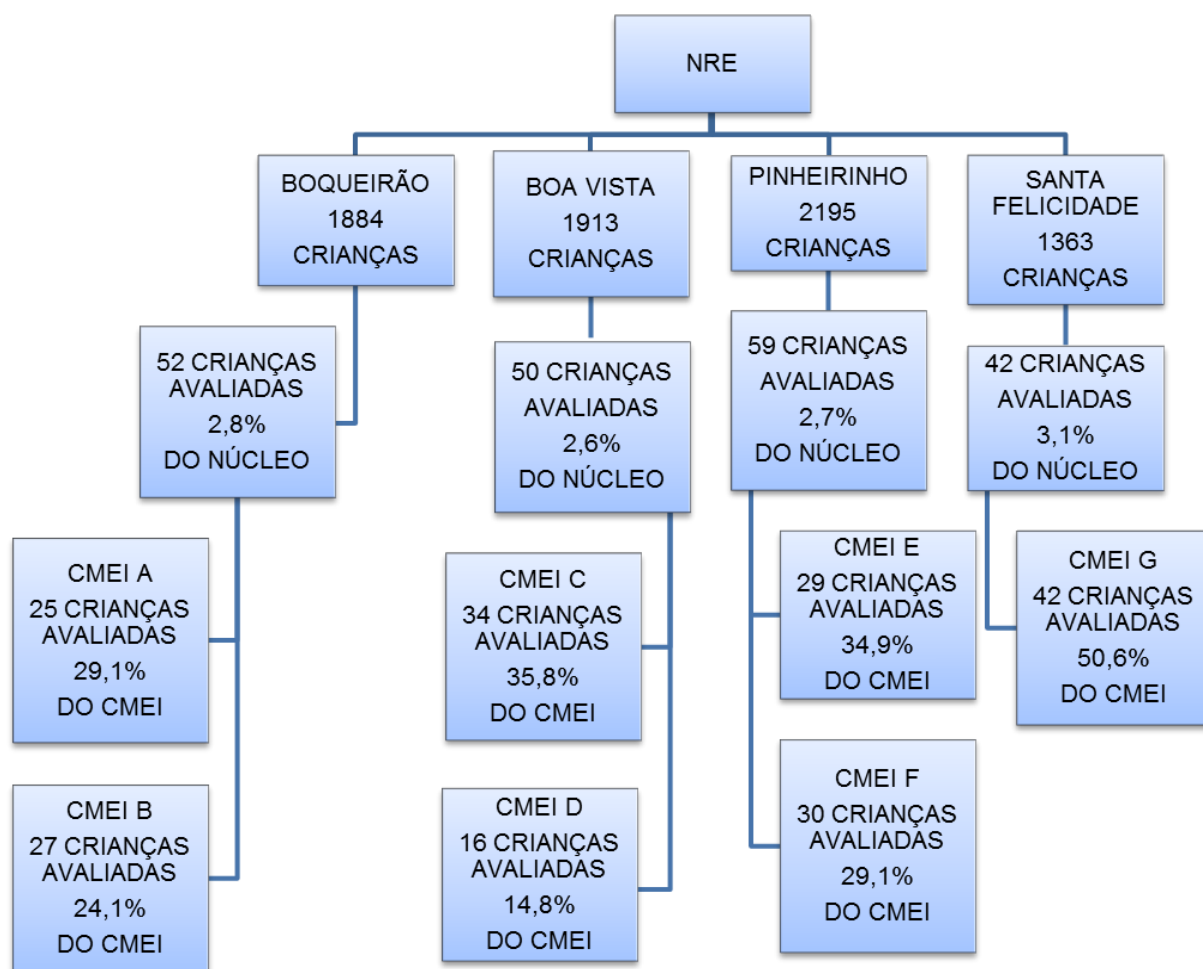 NRE
BOQUEIRÃO
1884
CRIANÇAS
BOA VISTA
1913
CRIANÇAS
PINHEIRINHO
2195
CRIANÇAS
SANTA
FELICIDADE
1363
CRIANÇAS
52 CRIANÇAS
AVALIADAS
2,8%
DO NÚCLEO
50 CRIANÇAS
AVALIADAS
2,6%
DO NÚCLEO
59 CRIANÇAS
AVALIADAS
2,7%
DO NÚCLEO
42 CRIANÇAS
AVALIADAS
3,1%
DO NÚCLEO
CMEI A
25 CRIANÇAS
AVALIADAS
29,1%
DO CMEI
CMEI C
34 CRIANÇAS
AVALIADAS
35,8%
DO CMEI
CMEI E
29 CRIANÇAS
AVALIADAS
34,9%
DO CMEI
CMEI G
42 CRIANÇAS
AVALIADAS
50,6%
DO CMEI
CMEI B
27 CRIANÇAS
AVALIADAS
24,1%
DO CMEI
CMEI D
16 CRIANÇAS
AVALIADAS
14,8%
DO CMEI
CMEI F
30 CRIANÇAS
AVALIADAS
29,1%
DO CMEI